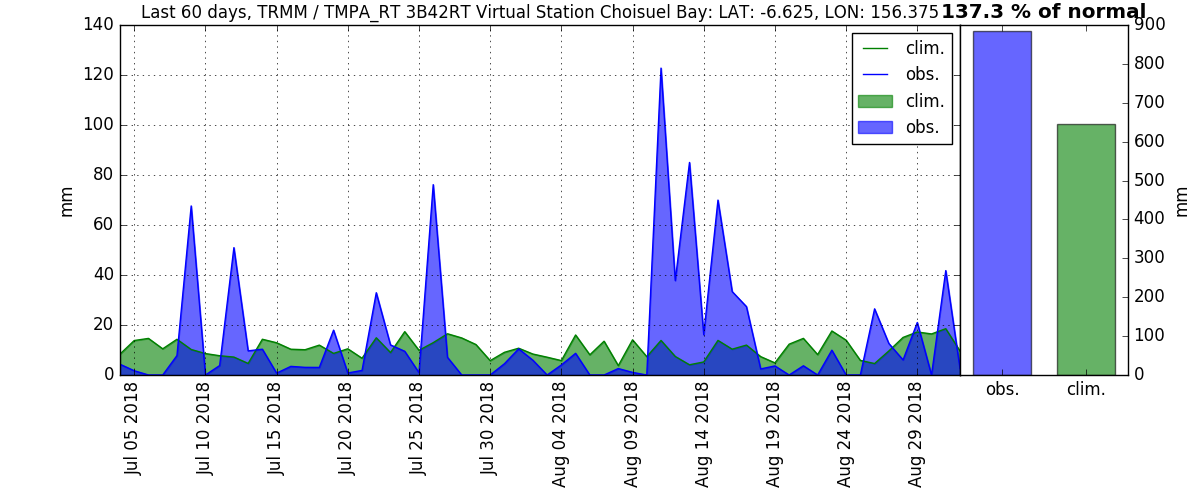 Last 60 days, TRMM / TMPA_RT 3B42RT Virtual Station Choisuel Bay: LAT: -6.625, LON: 156.375
137.3 % of normal
mm
140
120
100
80
60
40
20
0
clim.
obs.
clim.
obs.
Jul 05 2018
Jul 10 2018
Jul 15 2018
Jul 20 2018
Jul 25 2018
Jul 30 2018
Aug 04 2018
Aug 09 2018
Aug 14 2018
Aug 19 2018
Aug 24 2018
Aug 29 2018
obs.
clim.
900
800
700
600
500
400
300
200
100
0
mm